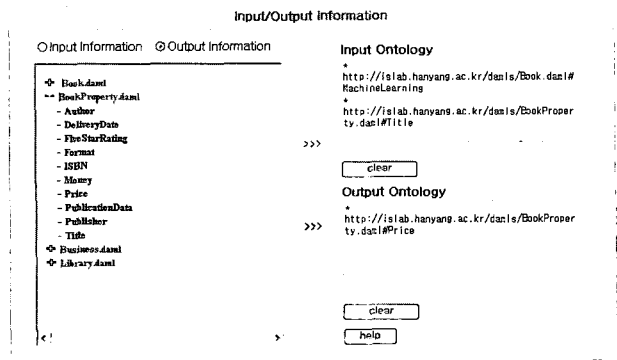 Input/Output Information
Input Information Output Information
Book.daml
BookProperty.daml
- Author
- DeliveryDate
- FiveStarRating
- Format
- ISBN
- Money
- Price
- PublicationData
- Publisher
- Title
Business.daml
Library.daml
>>>
>>>
Input Ontology
*
http://islab.hanyang.ac.kr/damls/Book.daml#
MachineLearning
*
http://islab.hanyang.ac.kr/damls/BookProper
ty.daml#Title
clear
Output Ontology
*
http://islab.hanyang.ac.kr/damls/BookProper
ty.daml#Price
clear
help